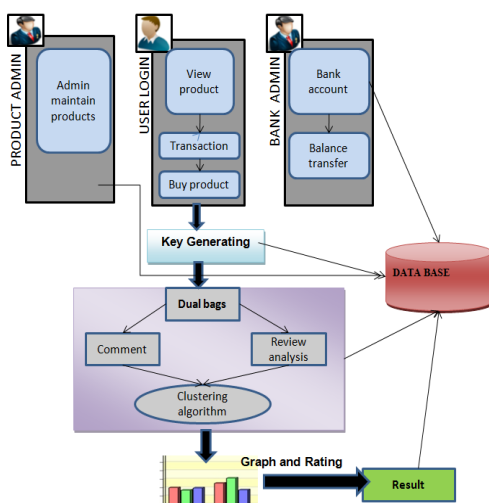 PRODUCT ADMIN
Admin
maintain
products
USER LOGIN
View
product
Transaction
Buy product
BANK ADMIN
Bank
account
Balance
transfer
Key Generating
DATA BASE
Dual bags
Comment
Review
analysis
Clustering
algorithm
Graph and Rating
Result